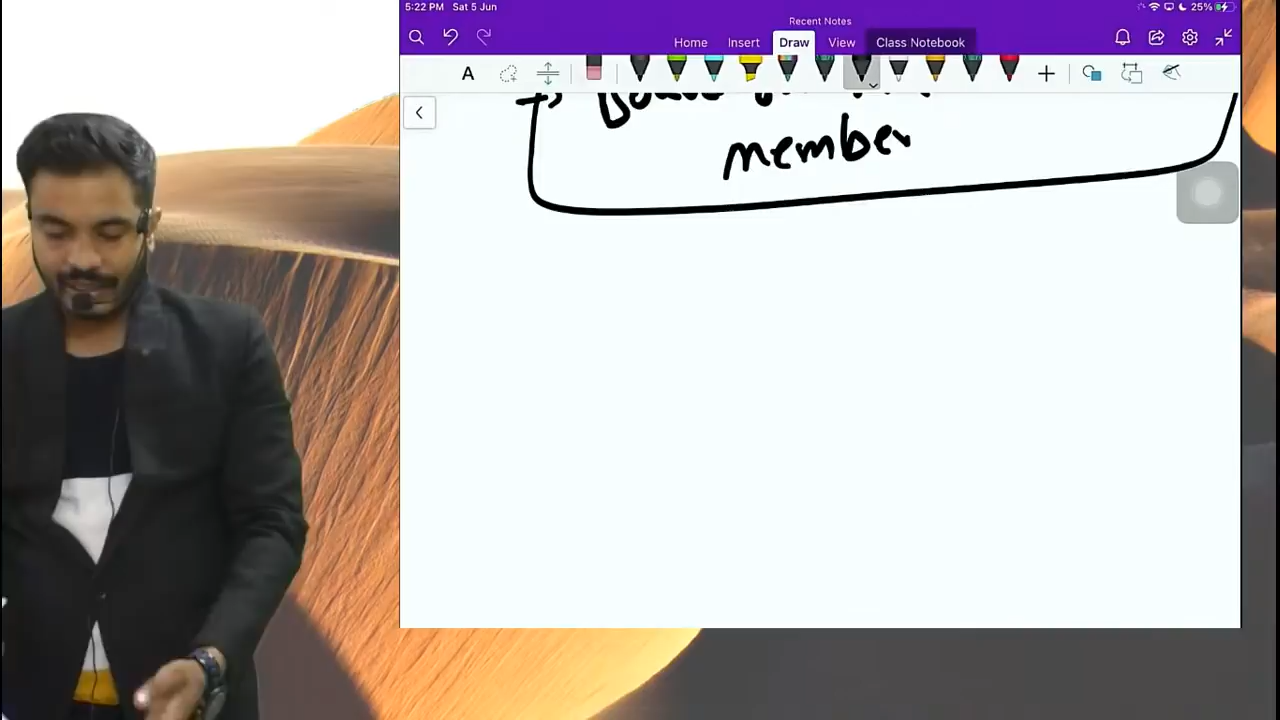 5:22 PM Sat 5 Jun
25%
Recent Notes
Home Insert Draw View Class Notebook
A
member